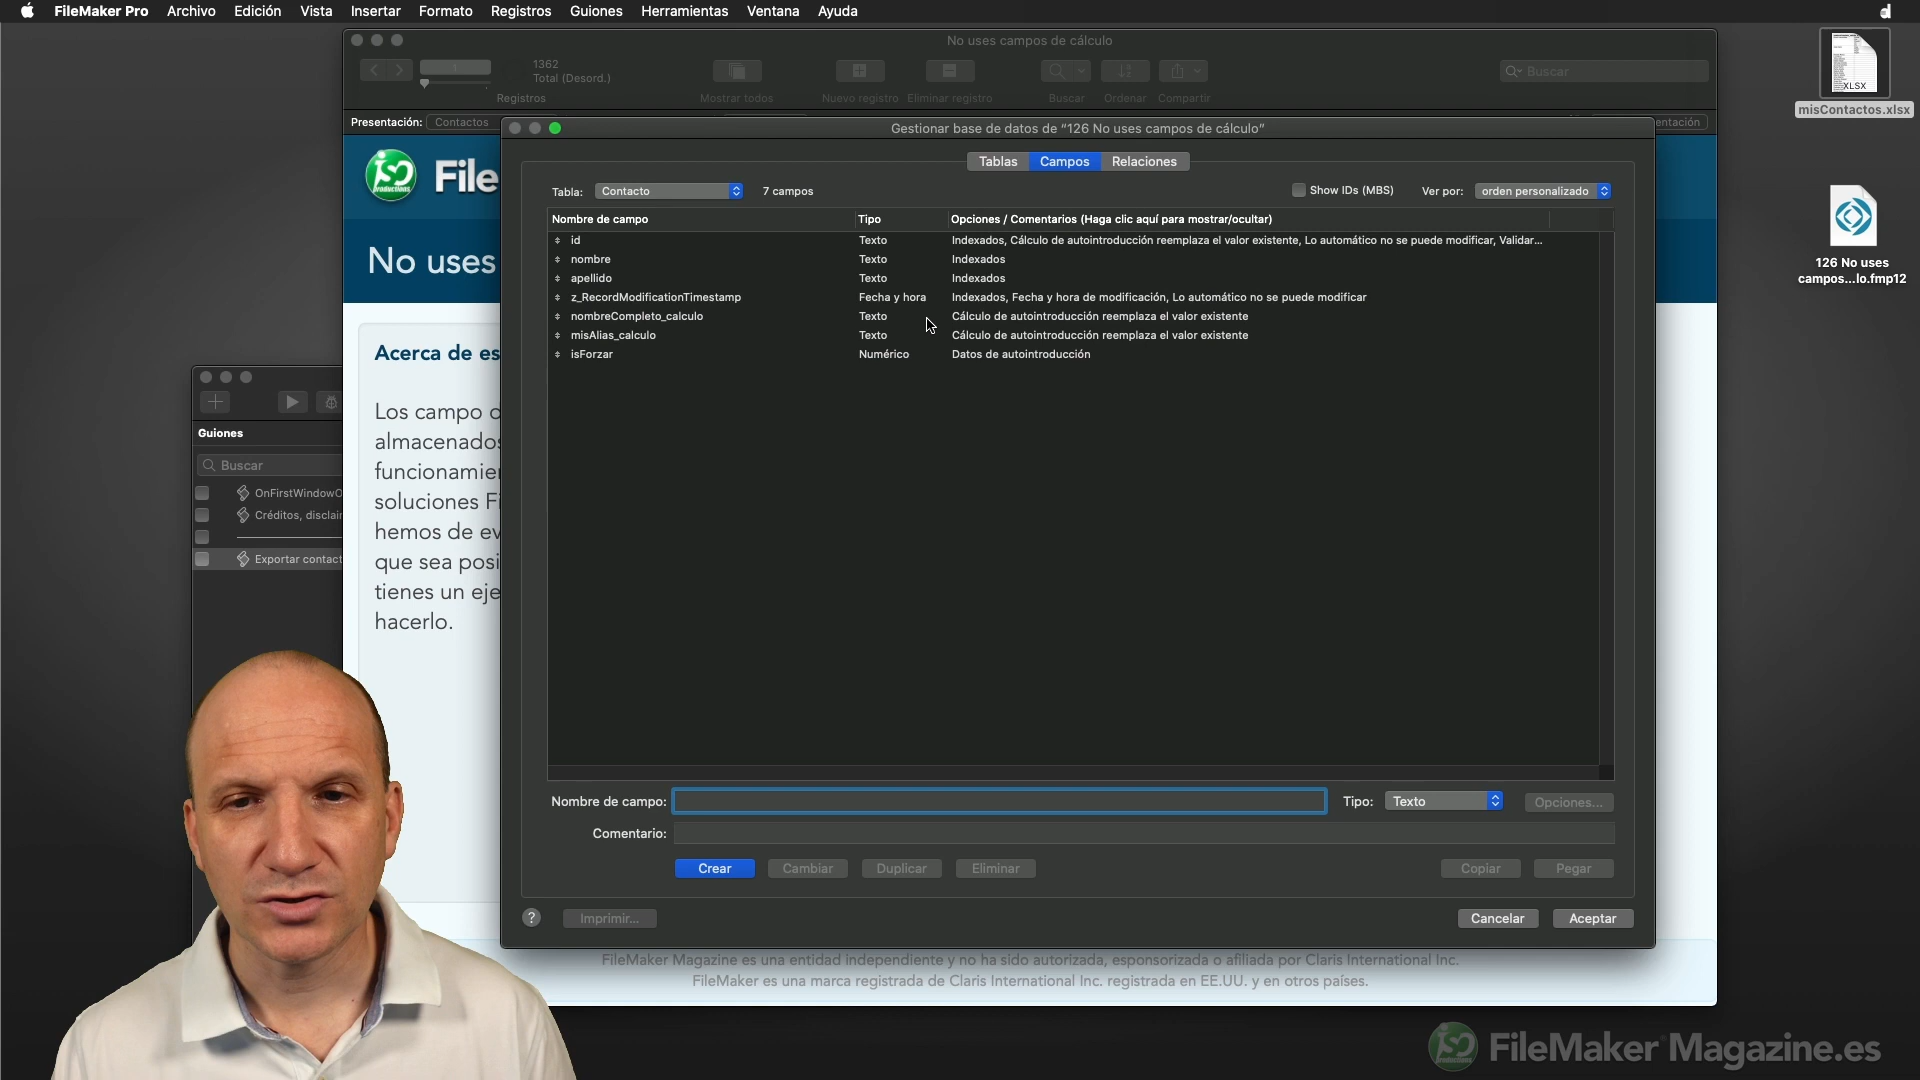 FileMaker Pro Archivo Edición Vista Insertar Formato Registros Guiones Herramientas Ventana Ayuda
No uses campos de cálculo
1
1362
Total (Desord.)
Registros
Mostrar todos
Nuevo registro
Eliminar registro
Buscar
Ordenar
Compartir
Buscar
Presentación: Contactos
entación
XLSX
misContactos.xlsx
126 No uses
campos...lo.fmp12
iso
productions
File
No uses
Acerca de es
Los campo
almacenados
funcionamie
soluciones F
hemos de ev
que sea posi
tienes un eje
hacerlo.
Guiones
Buscar
OnFirstWindowO
Créditos, disclai
Exportar contact
Gestionar base de datos de "126 No uses campos de cálculo"
Tablas Campos Relaciones
Tabla: Contacto 7 campos
Show IDs (MBS) Ver por: orden personalizado
Nombre de campo Tipo Opciones / Comentarios (Haga clic aquí para mostrar/ocultar)
id Texto Indexados, Cálculo de autointroducción reemplaza el valor existente, Lo automático no se puede modificar, Validar...
nombre Texto Indexados
apellido Texto Indexados
z_RecordModificationTimestamp Fecha y hora Indexados, Fecha y hora de modificación, Lo automático no se puede modificar
nombreCompleto_calculo Texto Cálculo de autointroducción reemplaza el valor existente
misAlias_calculo Texto Cálculo de autointroducción reemplaza el valor existente
isForzar Numérico Datos de autointroducción
Nombre de campo: Tipo: Texto Opciones...
Comentario:
Crear Cambiar Duplicar Eliminar Copiar Pegar
? Imprimir... Cancelar Aceptar
FileMaker Magazine es una entidad independiente y no ha sido autorizada, esponsorizada o afiliada por Claris International Inc.
FileMaker es una marca registrada de Claris International Inc. registrada en EE.UU. y en otros países.
iso
FileMaker Magazine.es